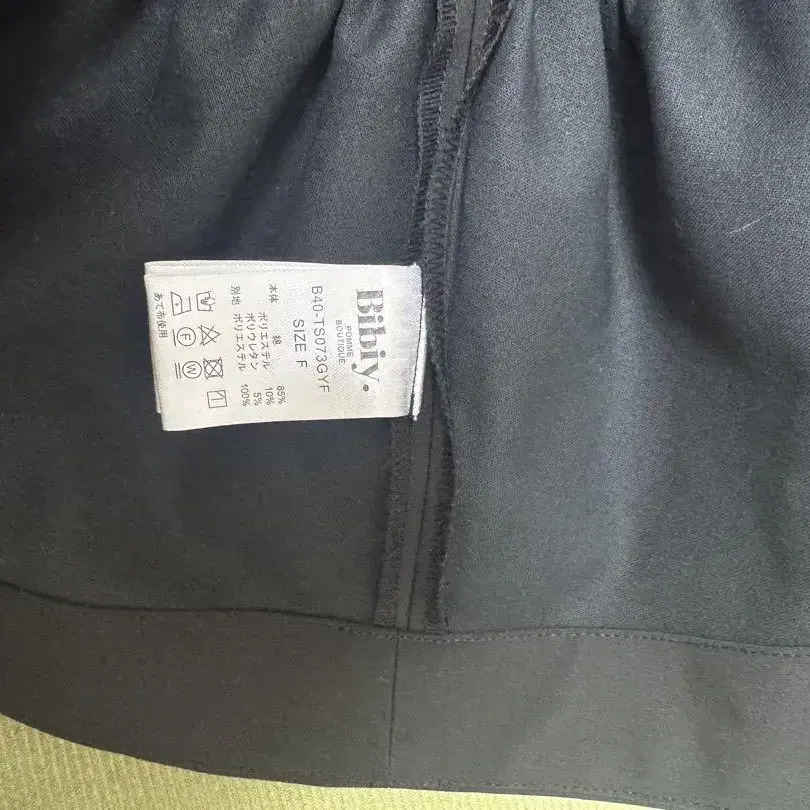 Bibiy.
POMME
BOUTIQUE
B40-TS073GYF
SIZE F
本体 綿 85%
ポリエステル 10%
ポリウレタン 5%
別地 ポリエステル 100%
F W
あて布使用